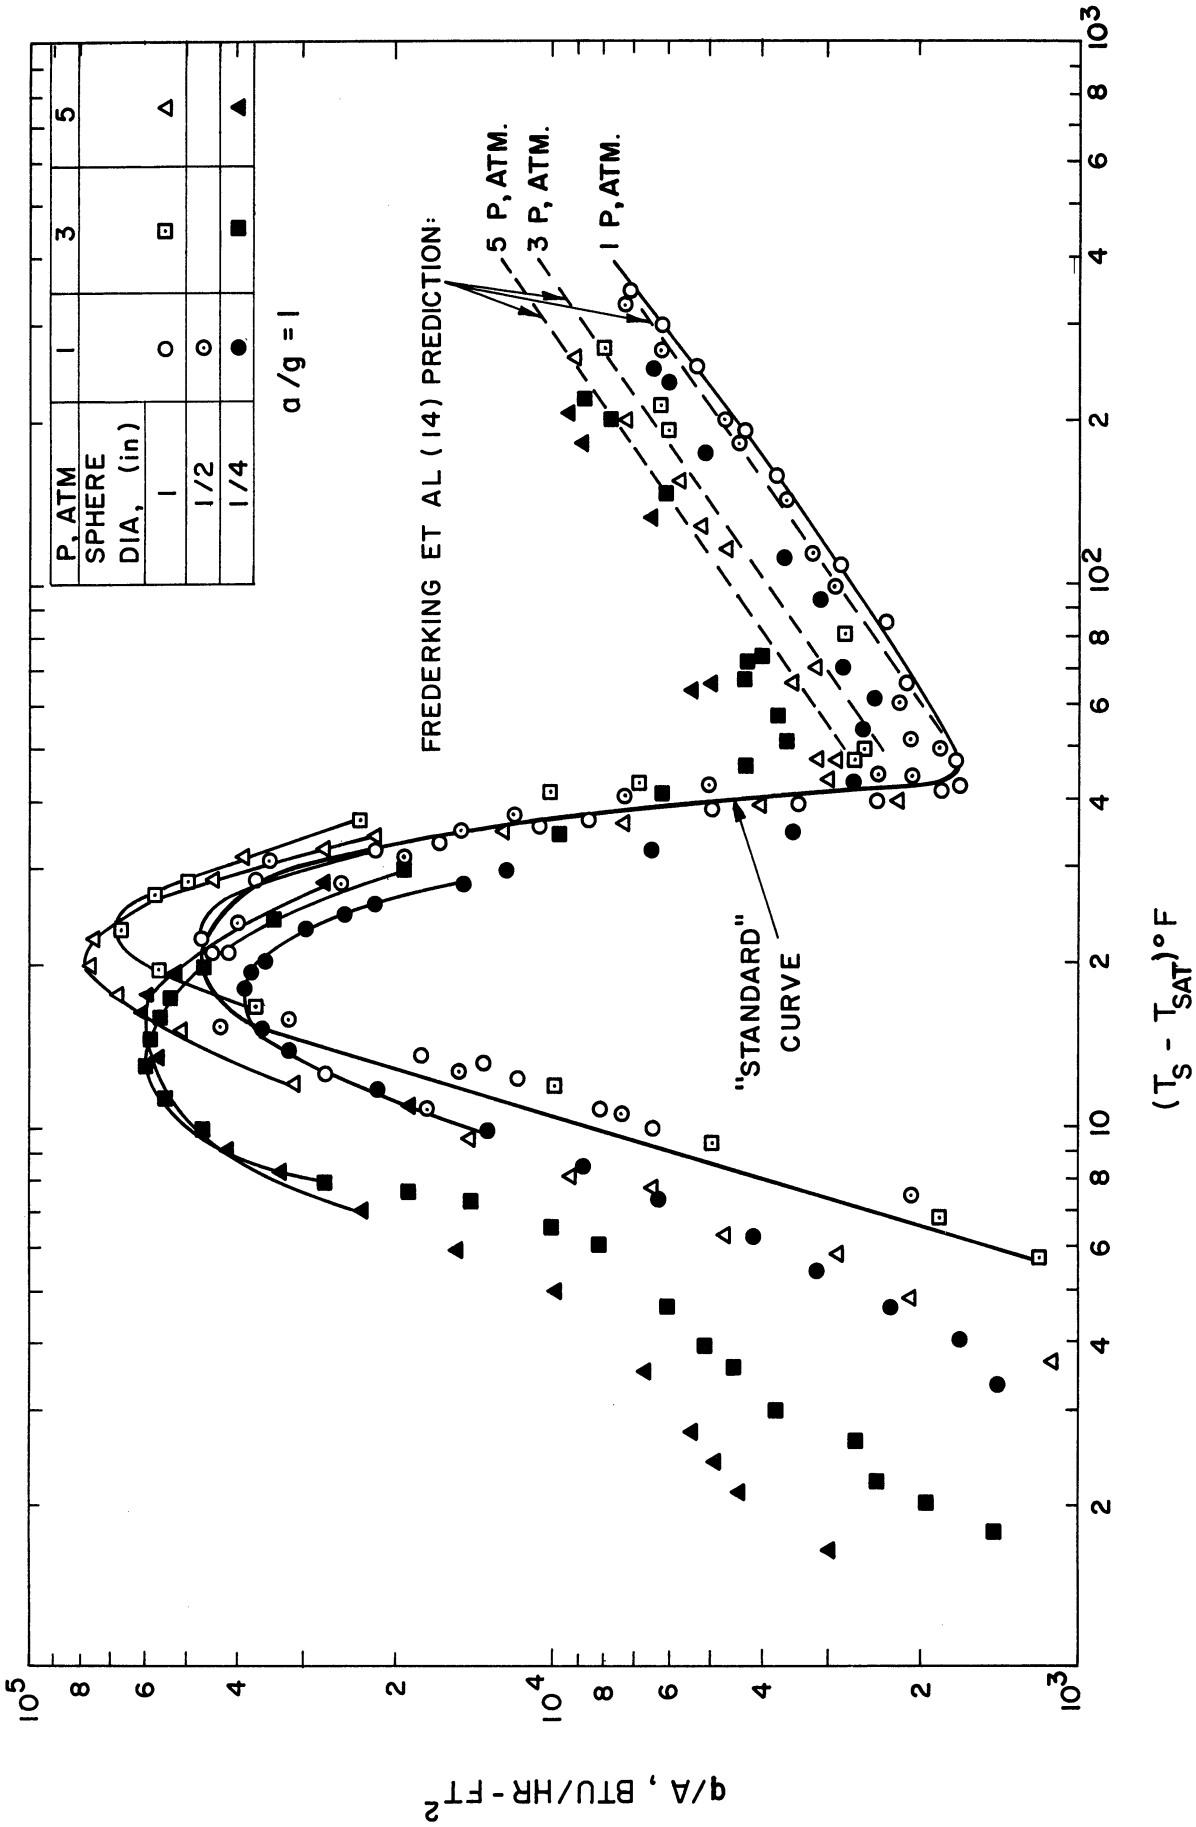 P, ATM 1 3 5
SPHERE
DIA, (in)
1
1/2
1/4
a/g = 1
FREDERKING ET AL (14) PREDICTION:
5 P, ATM.
3 P, ATM.
1 P, ATM.
"STANDARD"
CURVE
q/A, BTU/HR-FT²
10⁵
8
6
4
2
10⁴
8
6
4
2
10³
2
4
6
8
10
2
4
6
8
10²
2
4
6
8
10³
(Tₛ - T_SAT)°F